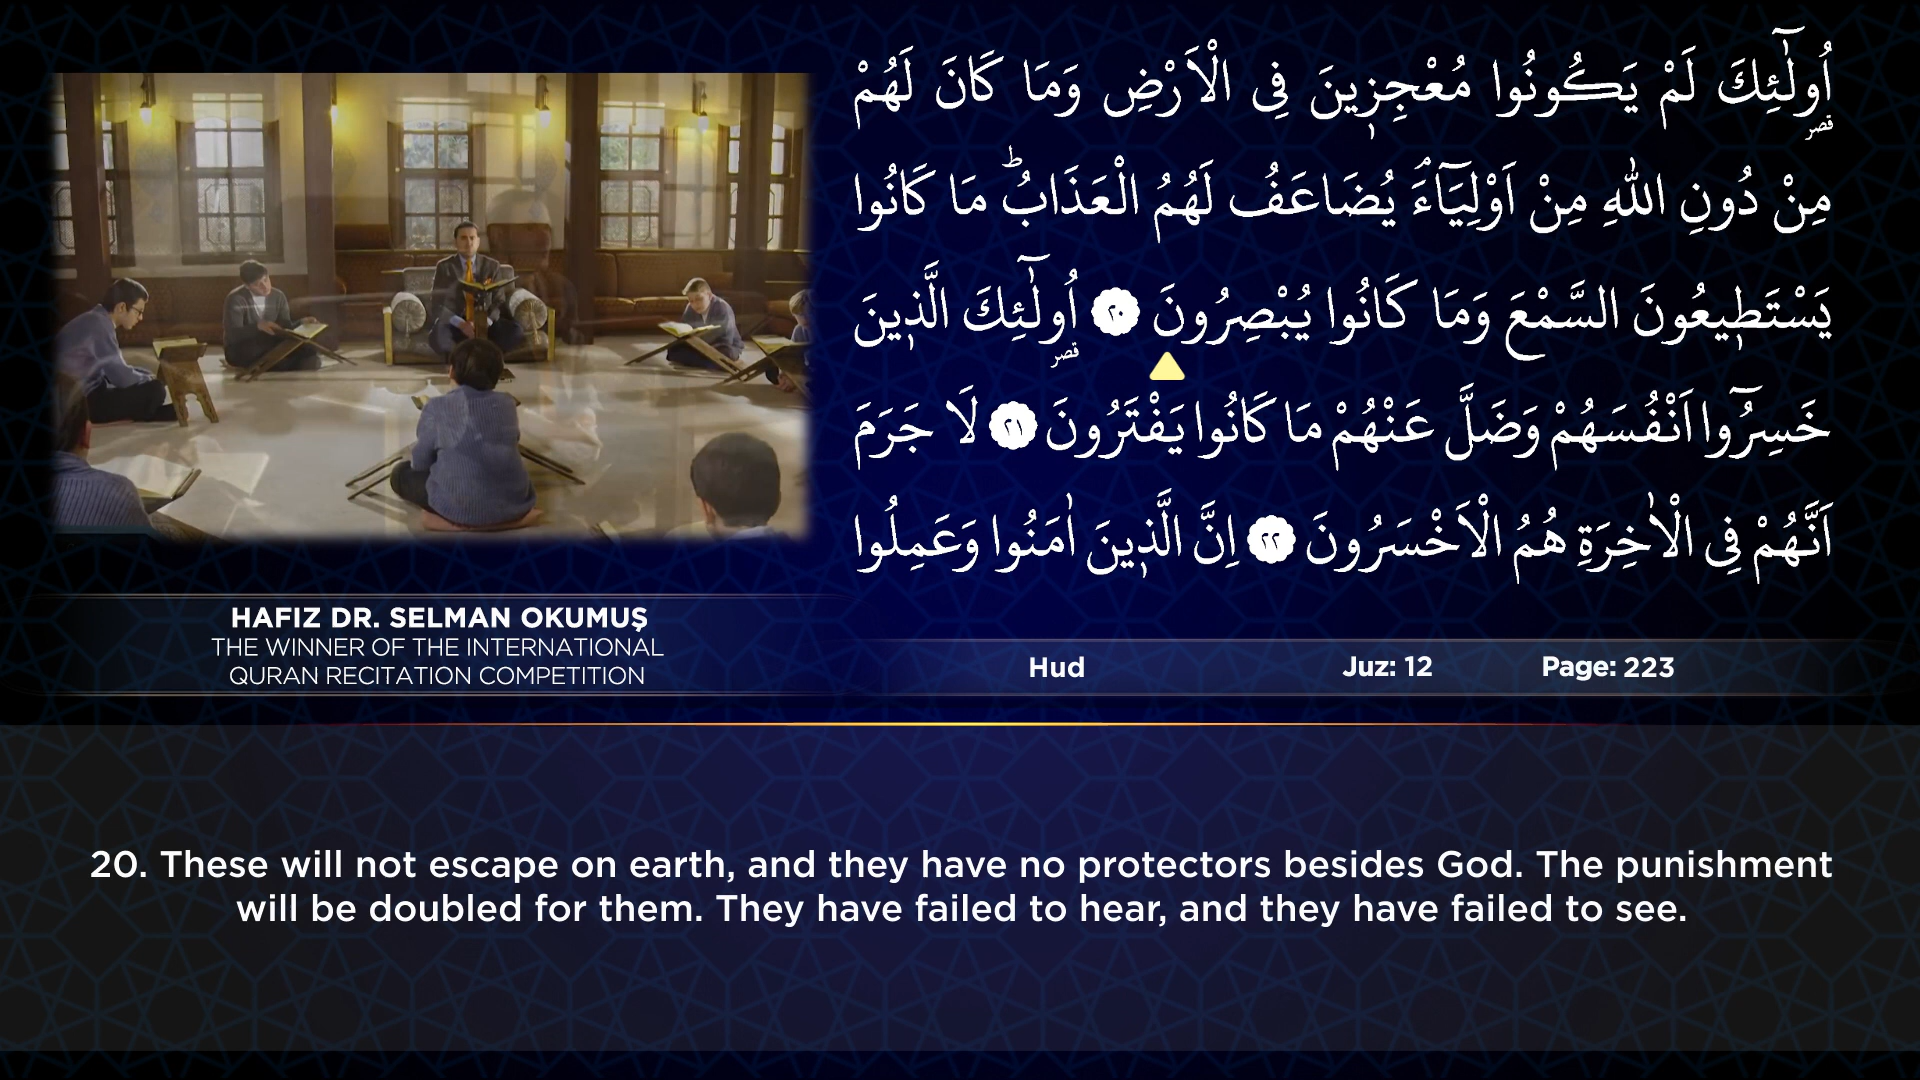 اُو۬لٰٓئِكَ لَمْ يَكُونُوا مُعْجِز۪ينَ فِى الْاَرْضِ وَمَا كَانَ لَهُمْ
قصر
مِنْ دُونِ اللّٰهِ مِنْ اَوْلِيَٓاءَۢ يُضَاعَفُ لَهُمُ الْعَذَابُۜ مَا كَانُوا
يَسْتَط۪يعُونَ السَّمْعَ وَمَا كَانُوا يُبْصِرُونَ ﴿٢٠﴾ اُو۬لٰٓئِكَ الَّذ۪ينَ
قصر
خَسِرُٓوا اَنْفُسَهُمْ وَضَلَّ عَنْهُمْ مَا كَانُوا يَفْتَرُونَ ﴿٢١﴾ لَا جَرَمَ
اَنَّهُمْ فِى الْاٰخِرَةِ هُمُ الْاَخْسَرُونَ ﴿٢٢﴾ اِنَّ الَّذ۪ينَ اٰمَنُوا وَعَمِلُوا
HAFIZ DR. SELMAN OKUMUŞ
THE WINNER OF THE INTERNATIONAL
QURAN RECITATION COMPETITION
Hud Juz: 12 Page: 223
20. These will not escape on earth, and they have no protectors besides God. The punishment
will be doubled for them. They have failed to hear, and they have failed to see.